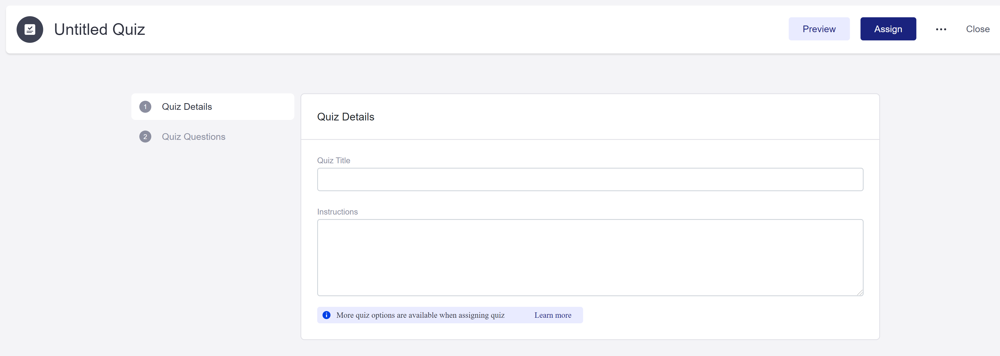 Untitled Quiz
Preview
Assign
Close
1 Quiz Details
2 Quiz Questions
Quiz Details
Quiz Title
Instructions
More quiz options are available when assigning quiz Learn more